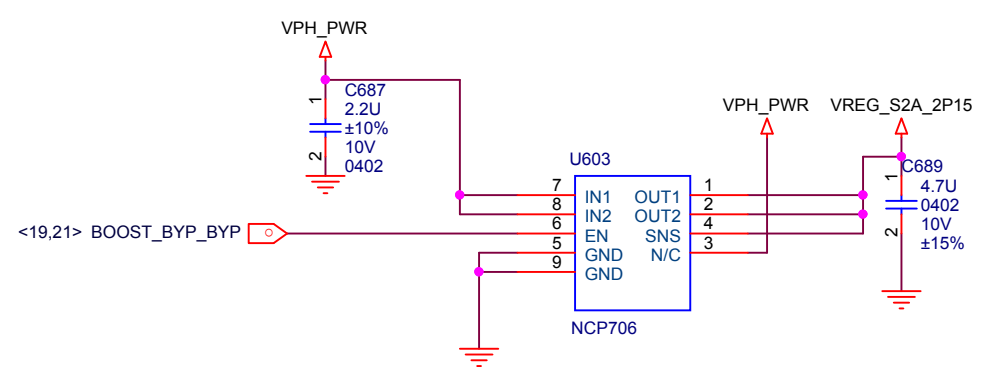 VPH_PWR
1
C687
2.2U
±10%
10V
0402
2
VPH_PWR
VREG_S2A_2P15
U603
1
C689
4.7U
0402
10V
±15%
2
7 IN1 OUT1 1
8 IN2 OUT2 2
<19,21> BOOST_BYP_BYP 6 EN SNS 4
5 GND N/C 3
9 GND
NCP706